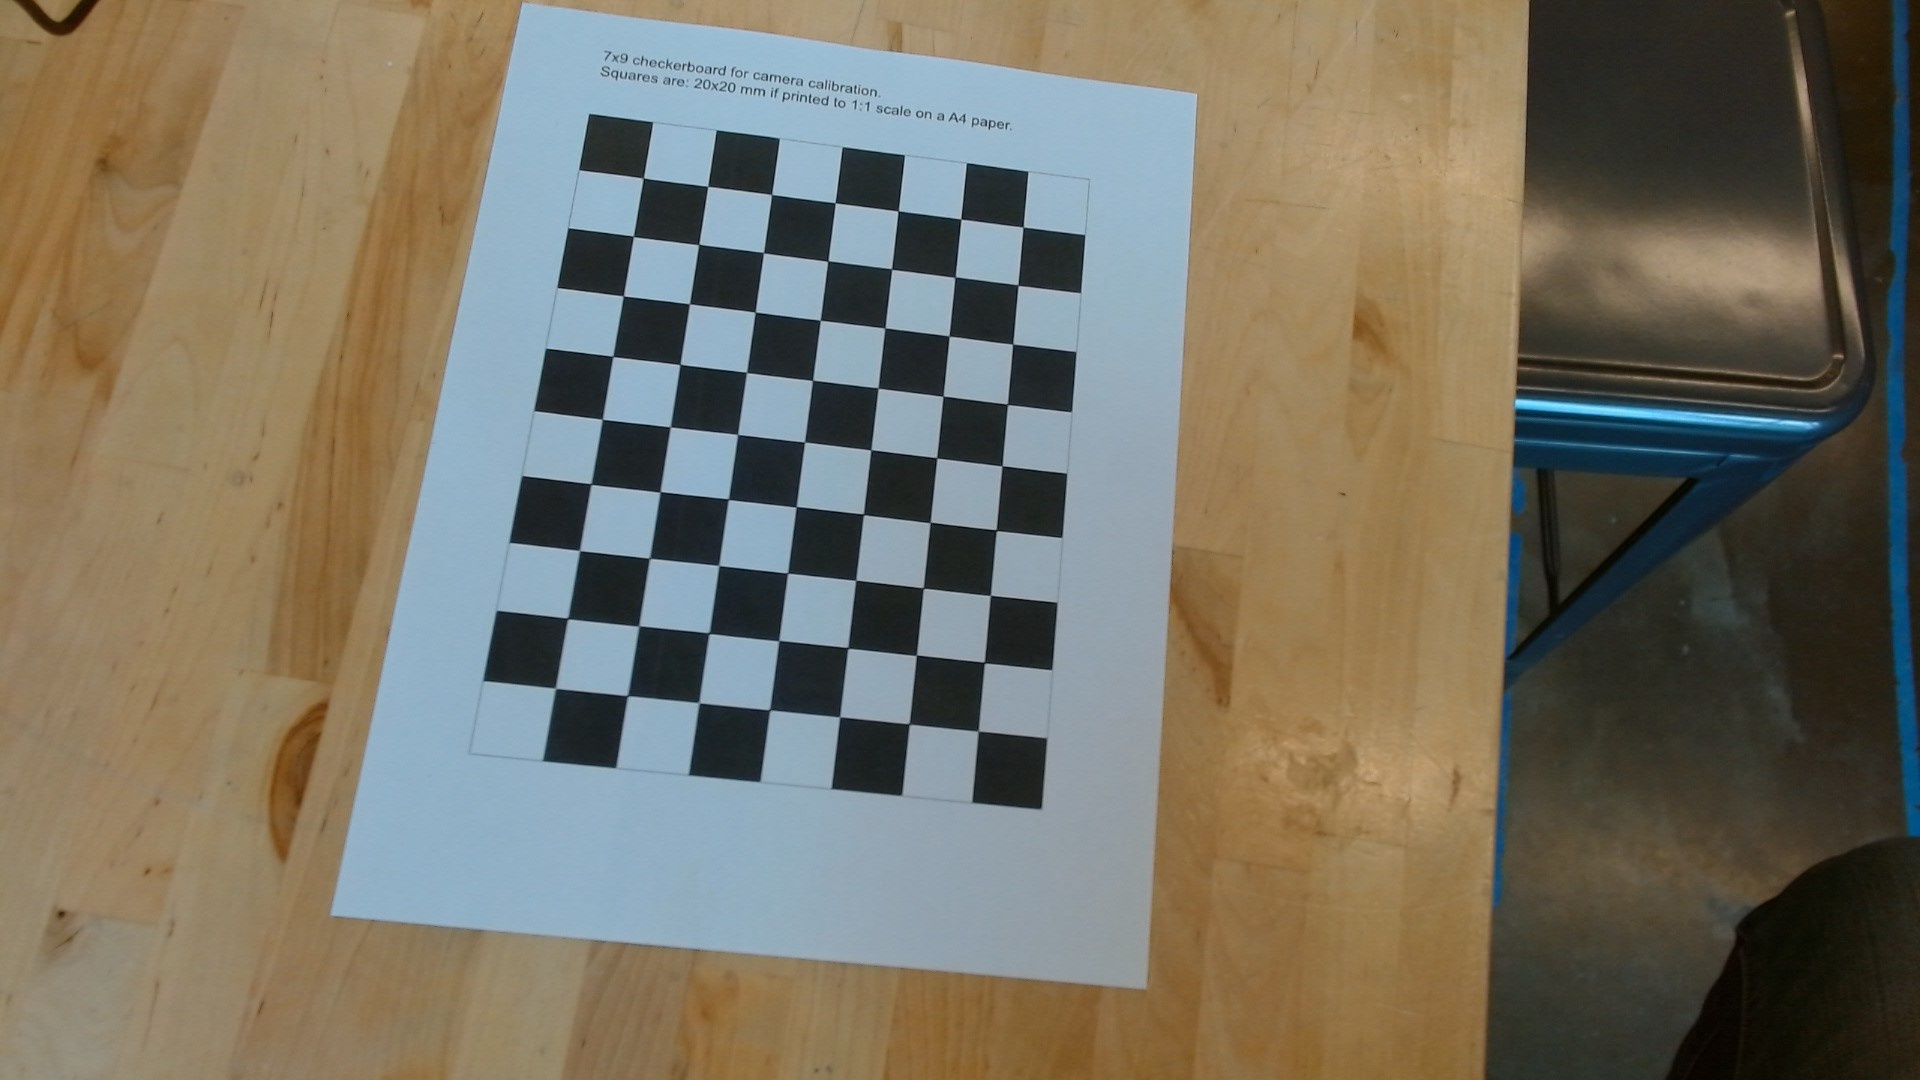 7x9 checkerboard for camera calibration.
Squares are: 20x20 mm if printed to 1:1 scale on a A4 paper.